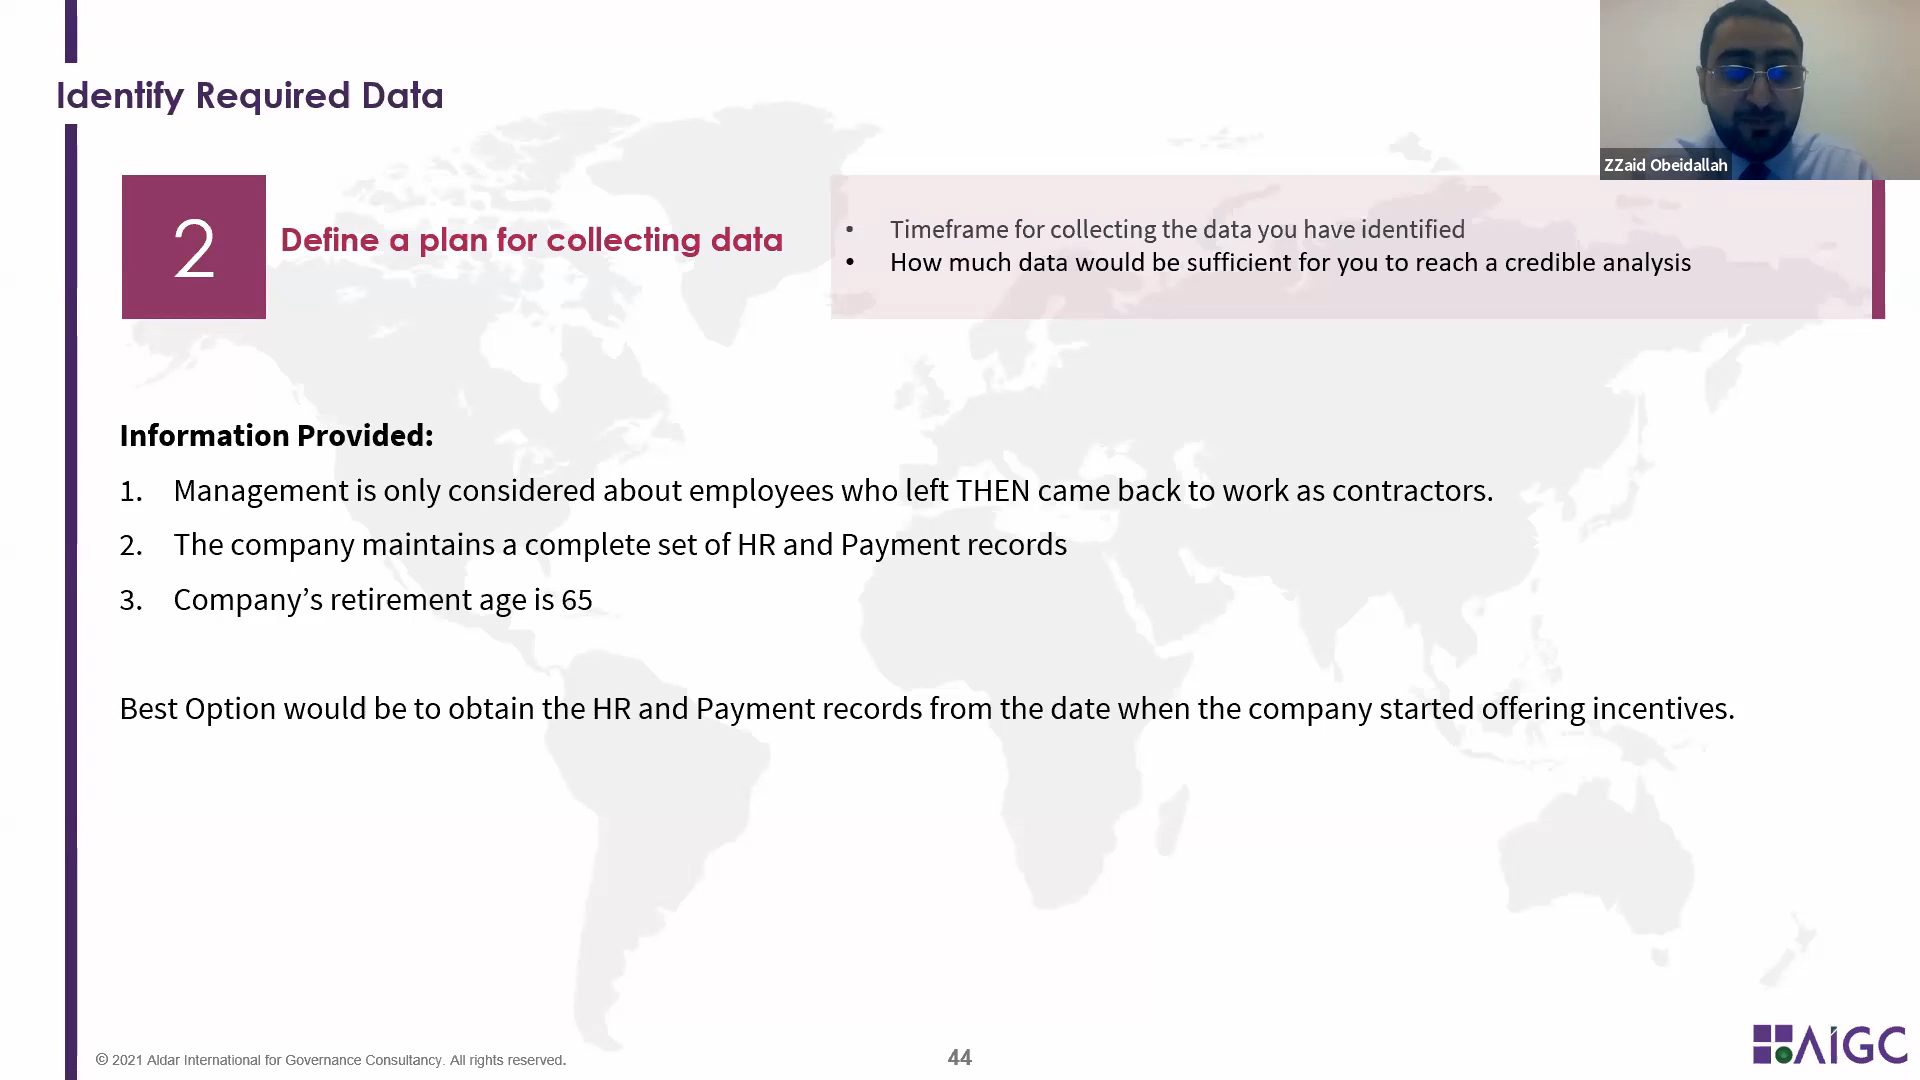 Identify Required Data
ZZaid Obeidallah
2
Define a plan for collecting data
• Timeframe for collecting the data you have identified
• How much data would be sufficient for you to reach a credible analysis
Information Provided:
1. Management is only considered about employees who left THEN came back to work as contractors.
2. The company maintains a complete set of HR and Payment records
3. Company's retirement age is 65
Best Option would be to obtain the HR and Payment records from the date when the company started offering incentives.
© 2021 Aldar International for Governance Consultancy. All rights reserved.
44
AIGC